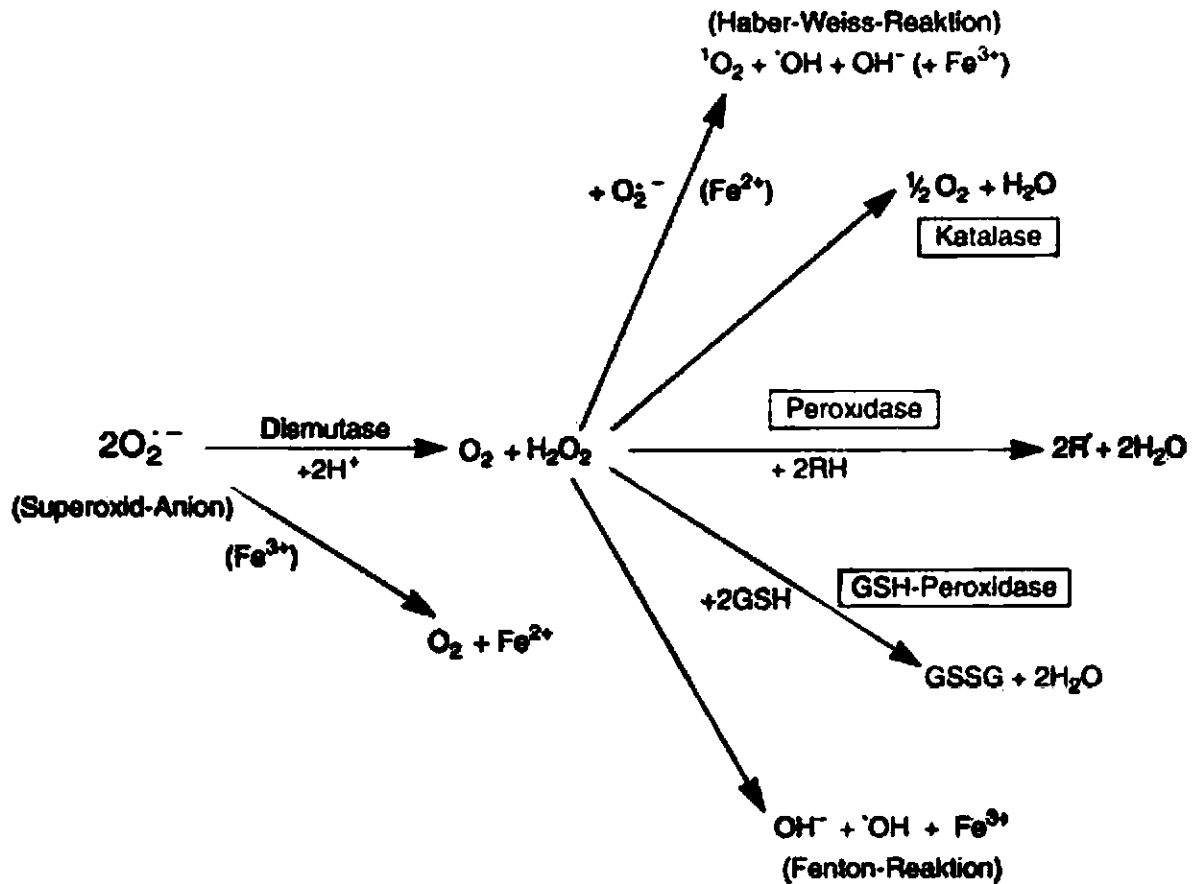 (Haber-Weiss-Reaktion)
¹O₂ + ˙OH + OH⁻ (+ Fe³⁺)
+ O₂˙⁻ (Fe²⁺)
½ O₂ + H₂O
Katalase
Peroxidase
2O₂˙⁻ Dismutase O₂ + H₂O₂ 2R˙ + 2H₂O
+2H⁺ + 2RH
(Superoxid-Anion)
(Fe³⁺)
+2GSH GSH-Peroxidase
O₂ + Fe²⁺
GSSG + 2H₂O
OH⁻ + ˙OH + Fe³⁺
(Fenton-Reaktion)